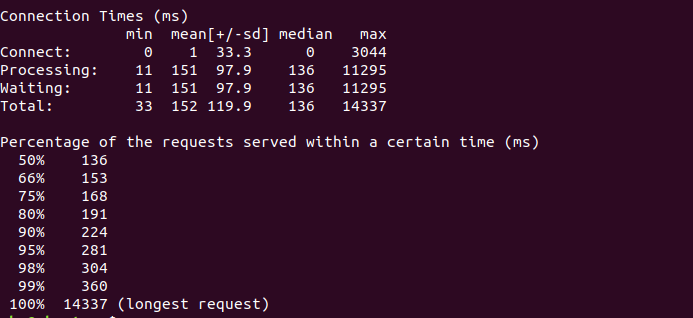 Connection Times (ms)
              min  mean[+/-sd] median   max
Connect:        0    1  33.3      0    3044
Processing:    11  151  97.9    136   11295
Waiting:       11  151  97.9    136   11295
Total:         33  152 119.9    136   14337
Percentage of the requests served within a certain time (ms)
  50%    136
  66%    153
  75%    168
  80%    191
  90%    224
  95%    281
  98%    304
  99%    360
 100%  14337 (longest request)